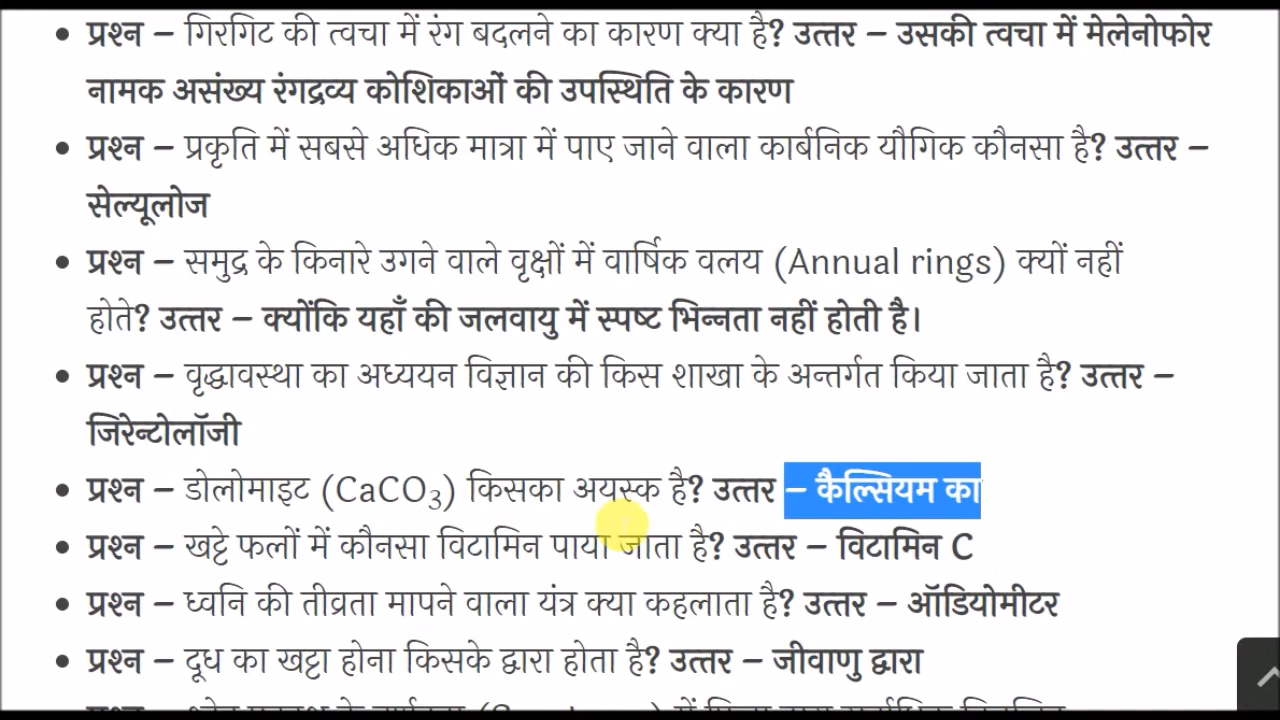 • प्रश्न – गिरगिट की त्वचा में रंग बदलने का कारण क्या है? उत्तर – उसकी त्वचा में मेलेनोफोर
नामक असंख्य रंगद्रव्य कोशिकाओं की उपस्थिति के कारण
• प्रश्न – प्रकृति में सबसे अधिक मात्रा में पाए जाने वाला कार्बनिक यौगिक कौनसा है? उत्तर –
सेल्यूलोज
• प्रश्न – समुद्र के किनारे उगने वाले वृक्षों में वार्षिक वलय (Annual rings) क्यों नहीं
होते? उत्तर – क्योंकि यहाँ की जलवायु में स्पष्ट भिन्नता नहीं होती है।
• प्रश्न – वृद्धावस्था का अध्ययन विज्ञान की किस शाखा के अन्तर्गत किया जाता है? उत्तर –
जिरेन्टोलॉजी
• प्रश्न – डोलोमाइट (CaCO₃) किसका अयस्क है? उत्तर – कैल्सियम का
• प्रश्न – खट्टे फलों में कौनसा विटामिन पाया जाता है? उत्तर – विटामिन C
• प्रश्न – ध्वनि की तीव्रता मापने वाला यंत्र क्या कहलाता है? उत्तर – ऑडियोमीटर
• प्रश्न – दूध का खट्टा होना किसके द्वारा होता है? उत्तर – जीवाणु द्वारा